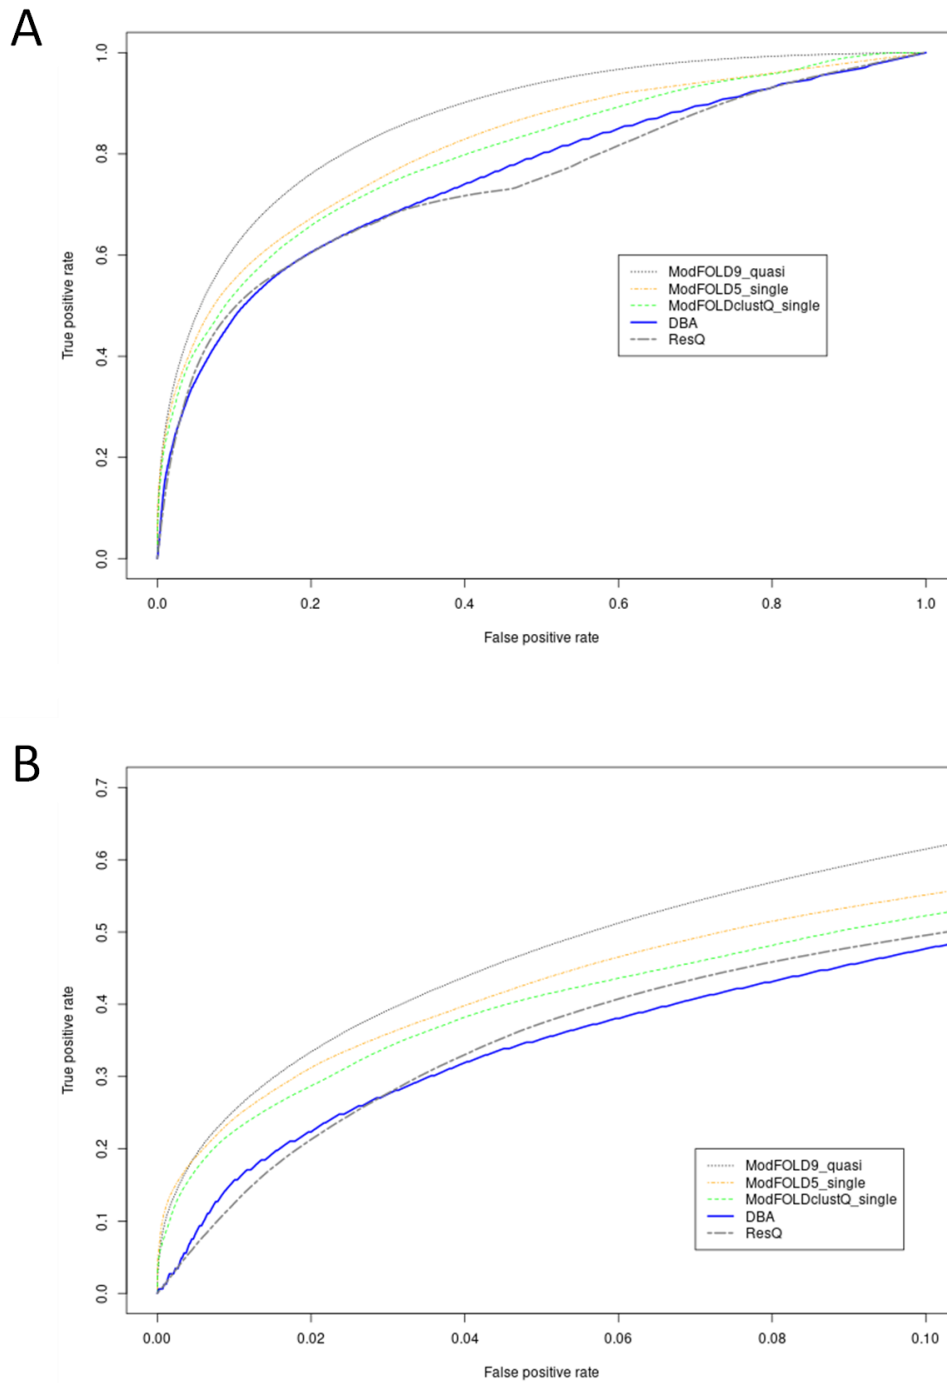 A
1.0
0.8
0.6
0.4
0.2
0.0
True positive rate
ModFOLD9_quasi
ModFOLD5_single
ModFOLDclustQ_single
DBA
ResQ
0.0 0.2 0.4 0.6 0.8 1.0
False positive rate
B
0.7
0.6
0.5
0.4
0.3
0.2
0.1
0.0
True positive rate
ModFOLD9_quasi
ModFOLD5_single
ModFOLDclustQ_single
DBA
ResQ
0.00 0.02 0.04 0.06 0.08 0.10
False positive rate